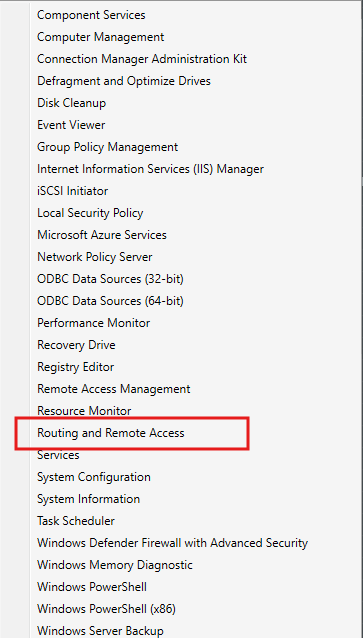 Component Services
Computer Management
Connection Manager Administration Kit
Defragment and Optimize Drives
Disk Cleanup
Event Viewer
Group Policy Management
Internet Information Services (IIS) Manager
iSCSI Initiator
Local Security Policy
Microsoft Azure Services
Network Policy Server
ODBC Data Sources (32-bit)
ODBC Data Sources (64-bit)
Performance Monitor
Recovery Drive
Registry Editor
Remote Access Management
Resource Monitor
Routing and Remote Access
Services
System Configuration
System Information
Task Scheduler
Windows Defender Firewall with Advanced Security
Windows Memory Diagnostic
Windows PowerShell
Windows PowerShell (x86)
Windows Server Backup